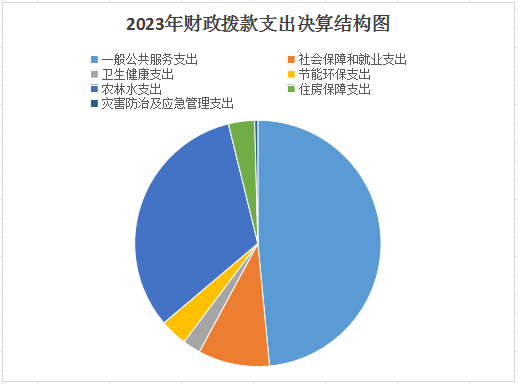 2023年财政拨款支出决算结构图
一般公共服务支出 社会保障和就业支出
卫生健康支出 节能环保支出
农林水支出 住房保障支出
灾害防治及应急管理支出